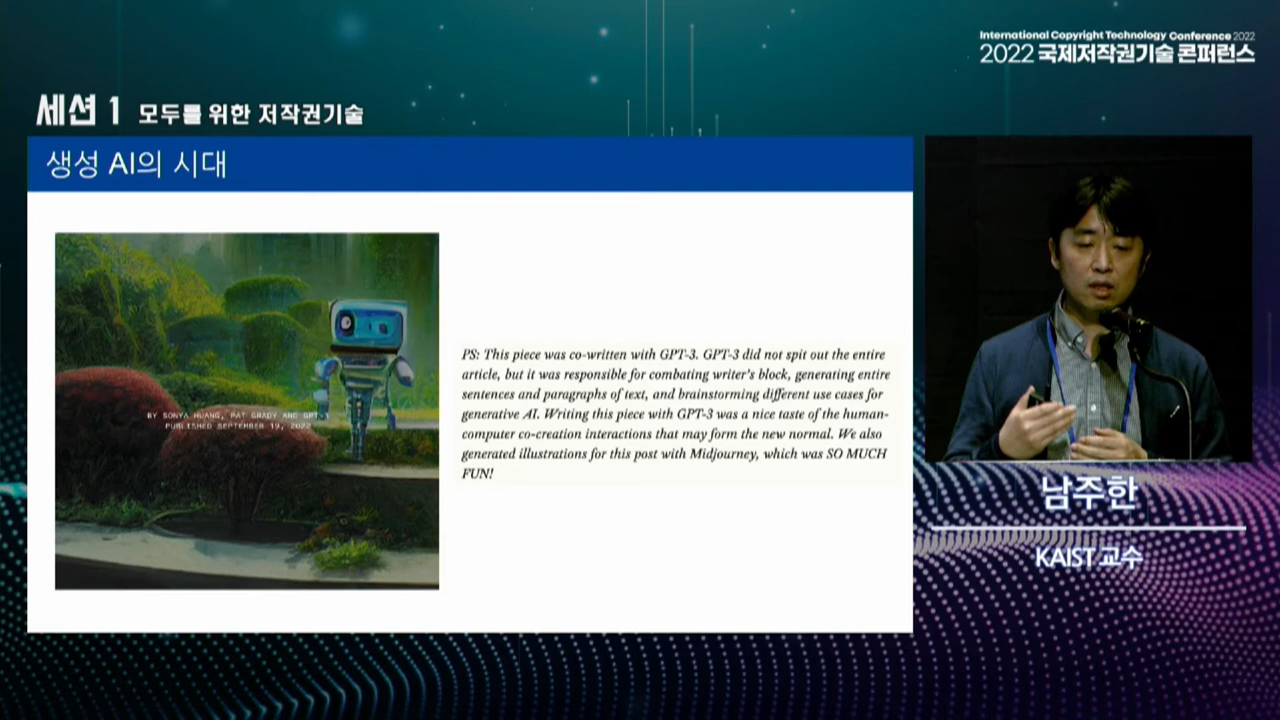 International Copyright Technology Conference 2022
2022 국제저작권기술 콘퍼런스
세션 1 모두를 위한 저작권기술
생성 AI의 시대
BY SONYA HUANG, PAT GRADY AND GPT-3
PUBLISHED SEPTEMBER 19, 2022
PS: This piece was co-written with GPT-3. GPT-3 did not spit out the entire
article, but it was responsible for combating writer's block, generating entire
sentences and paragraphs of text, and brainstorming different use cases for
generative AI. Writing this piece with GPT-3 was a nice taste of the human-
computer co-creation interactions that may form the new normal. We also
generated illustrations for this post with Midjourney, which was SO MUCH
FUN!
남주한
KAIST 교수